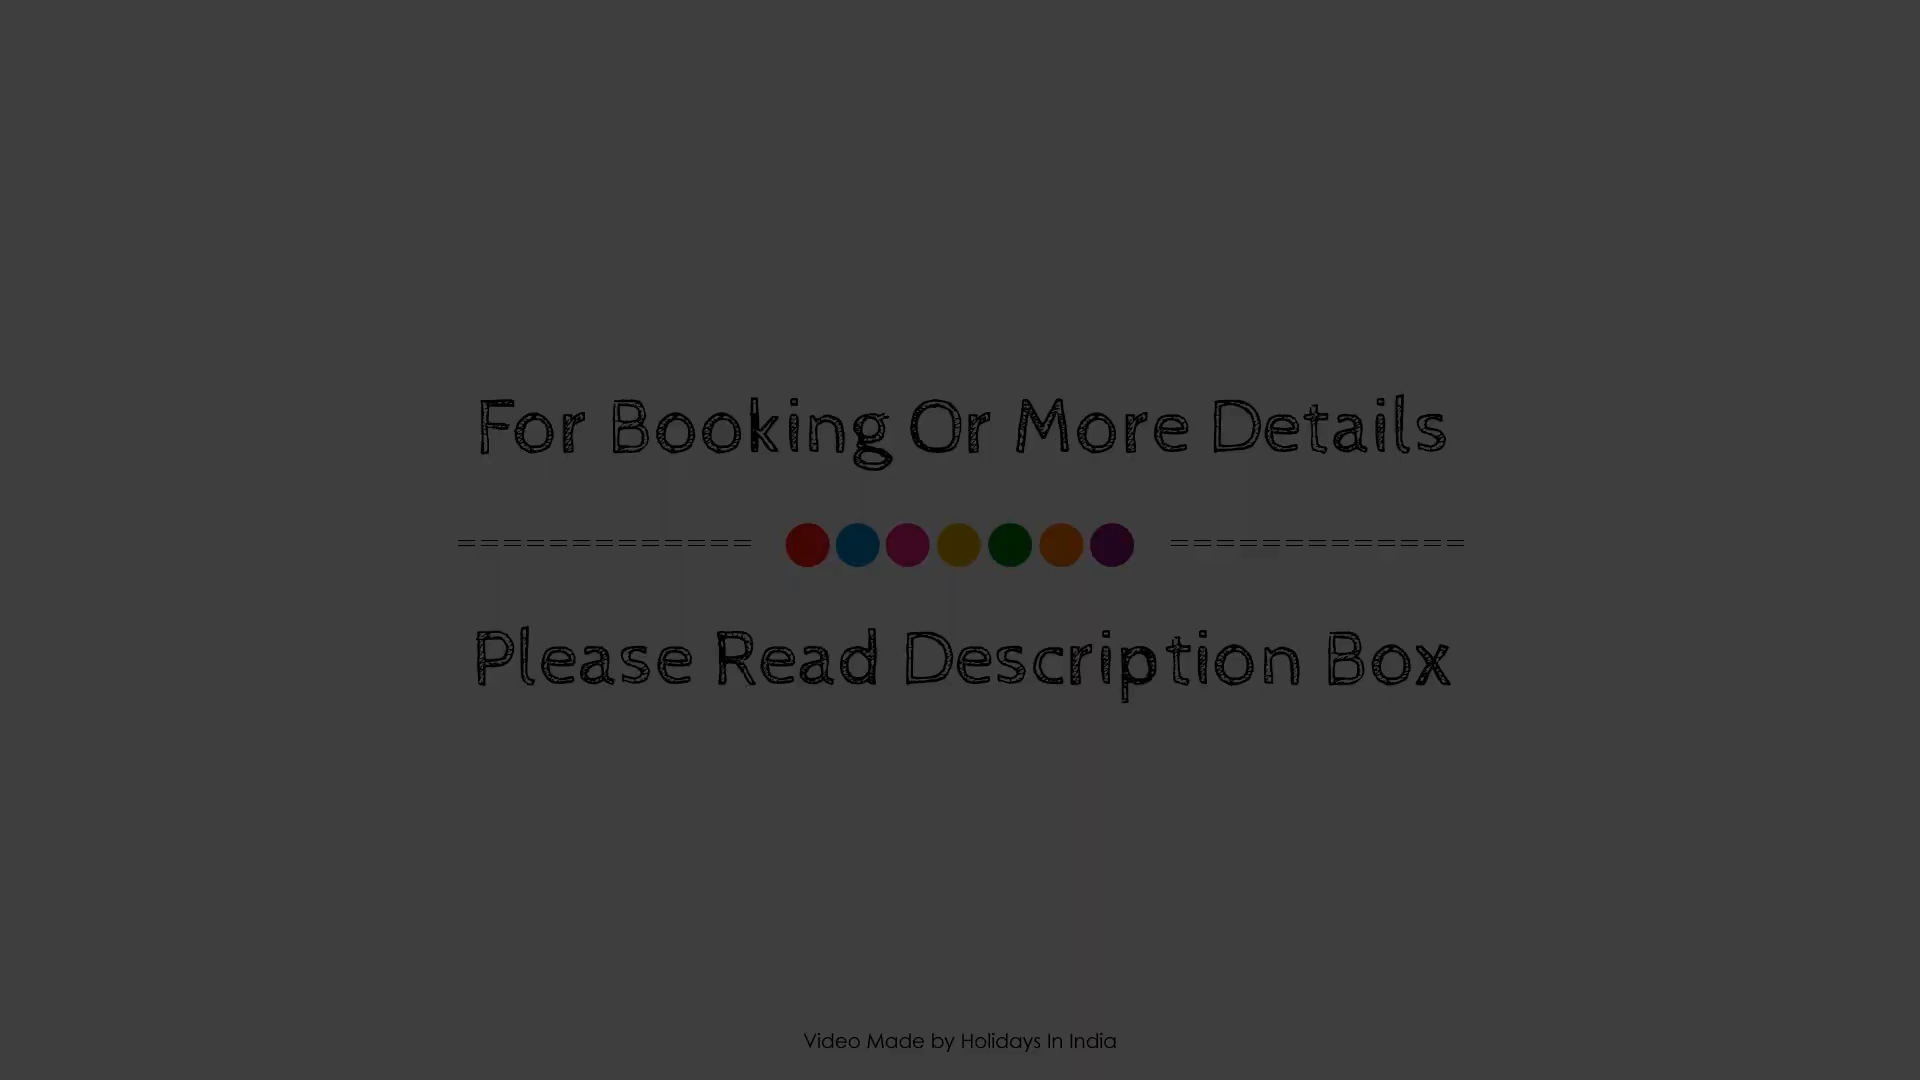 For Booking Or More Details
============= =============
Please Read Description Box
Video Made by Holidays In India